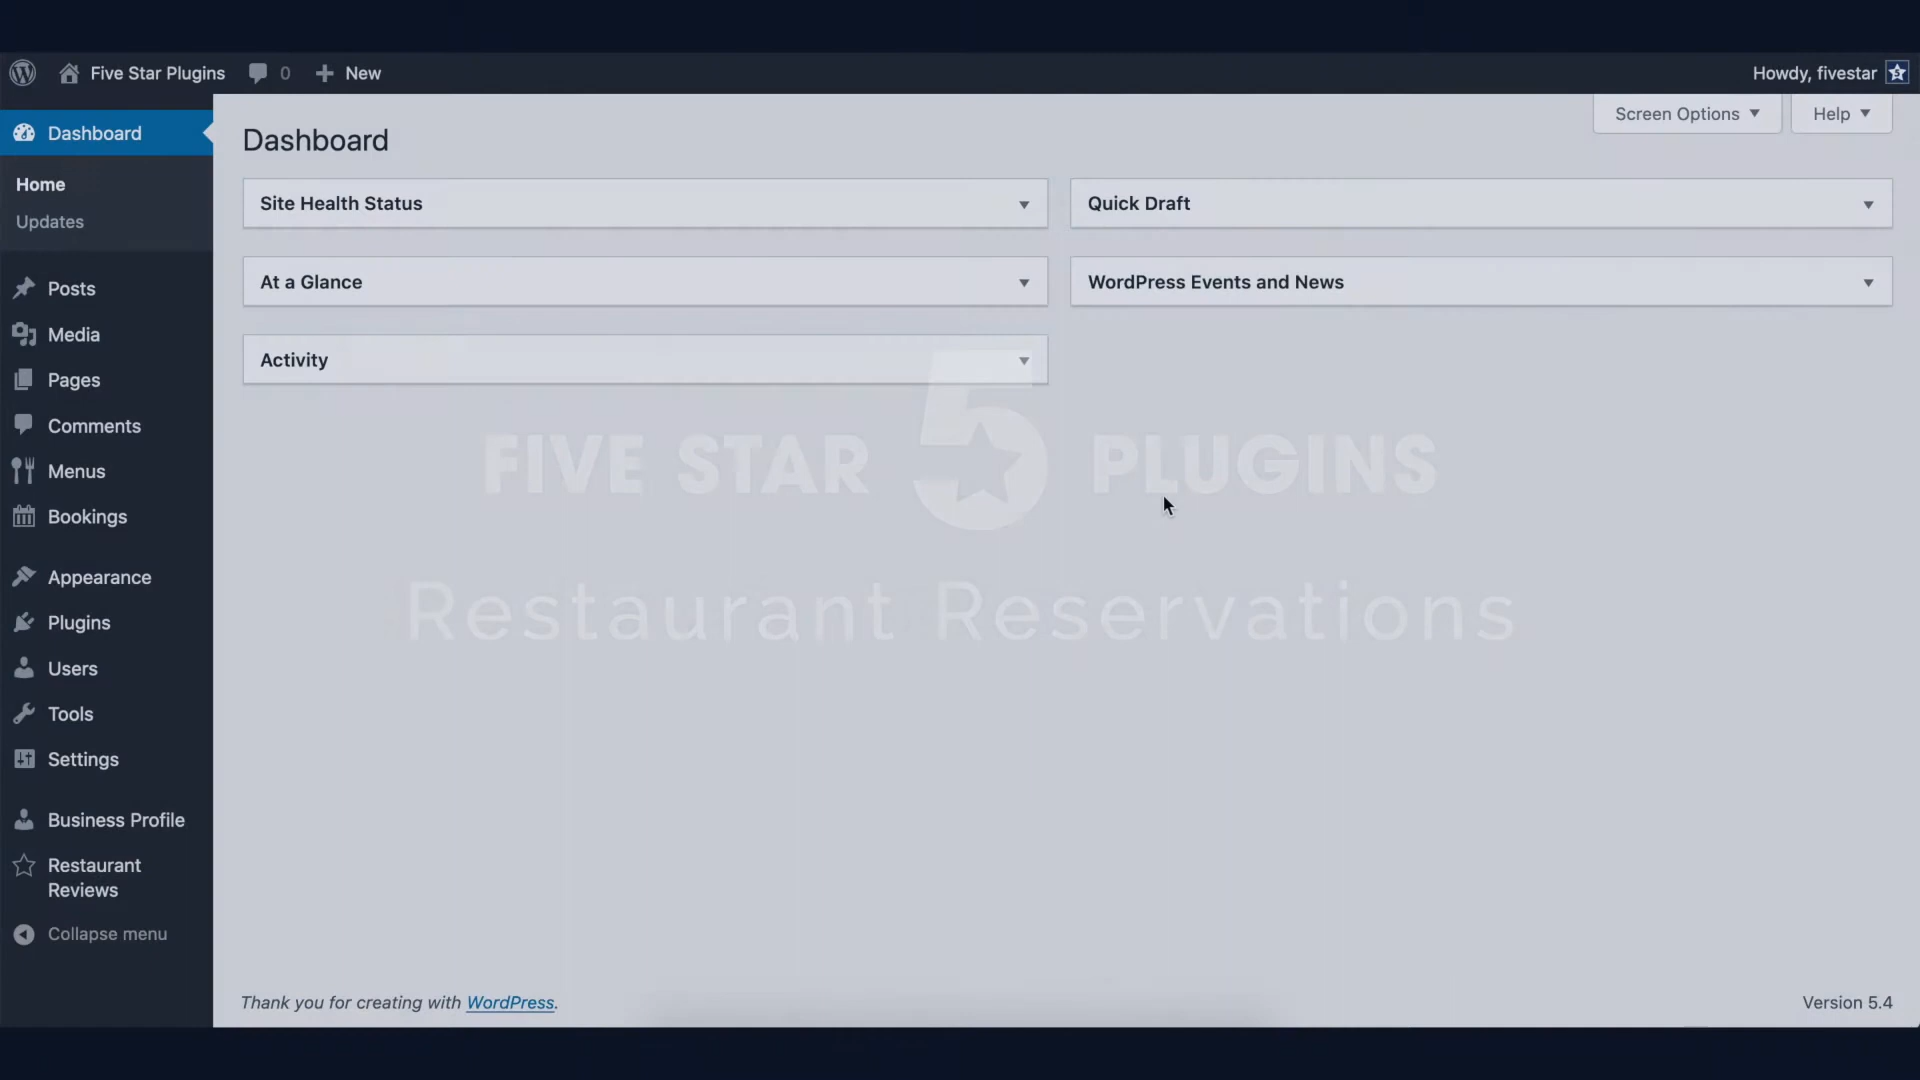 Five Star Plugins 0 New Howdy, fivestar
Screen Options Help
Dashboard
Home
Updates
Posts
Media
Pages
Comments
Menus
Bookings
Appearance
Plugins
Users
Tools
Settings
Business Profile
Restaurant
Reviews
Collapse menu
Dashboard
Site Health Status
Quick Draft
At a Glance
WordPress Events and News
Activity
FIVE STAR 5 PLUGINS
Restaurant Reservations
Thank you for creating with WordPress.
Version 5.4